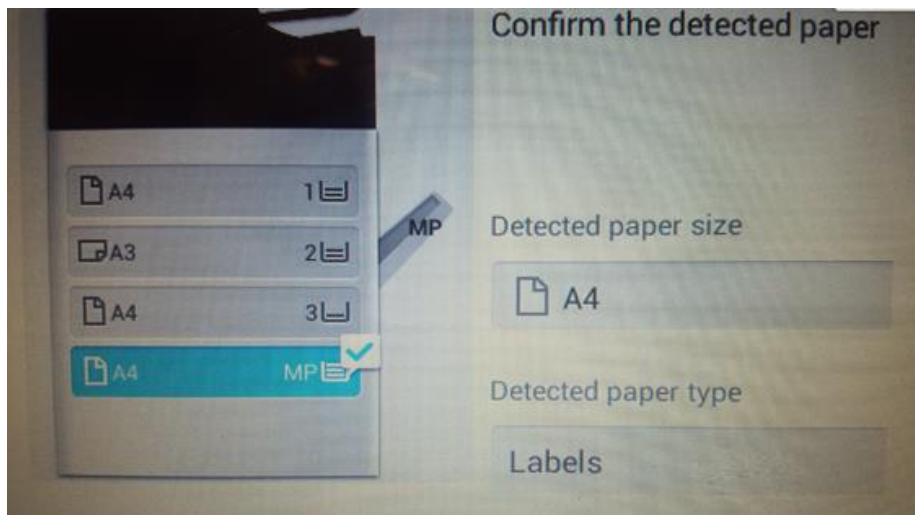 Confirm the detected paper
A4 1
A3 2
A4 3
A4 MP
MP
Detected paper size
A4
Detected paper type
Labels